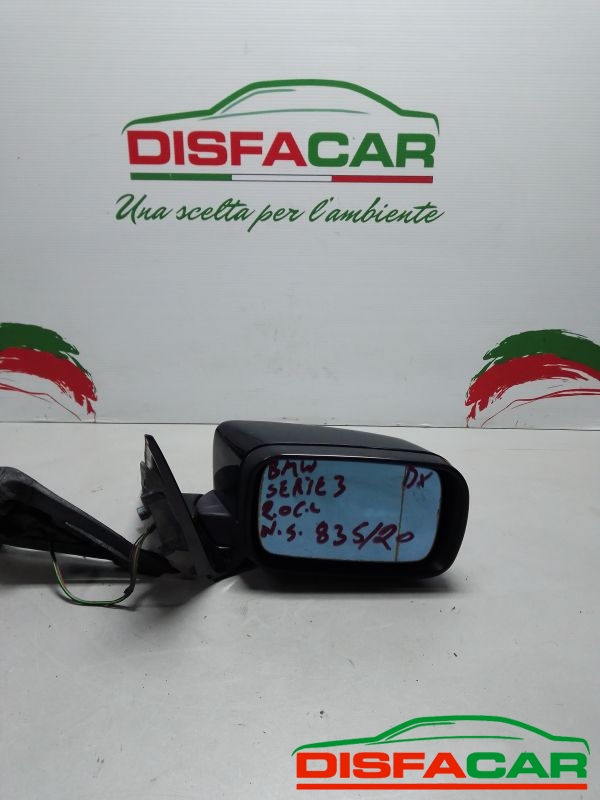 DISFACAR
Una scelta per l'ambiente
BMW DX
SERIE 3
N.S. 835/20
DISFACAR